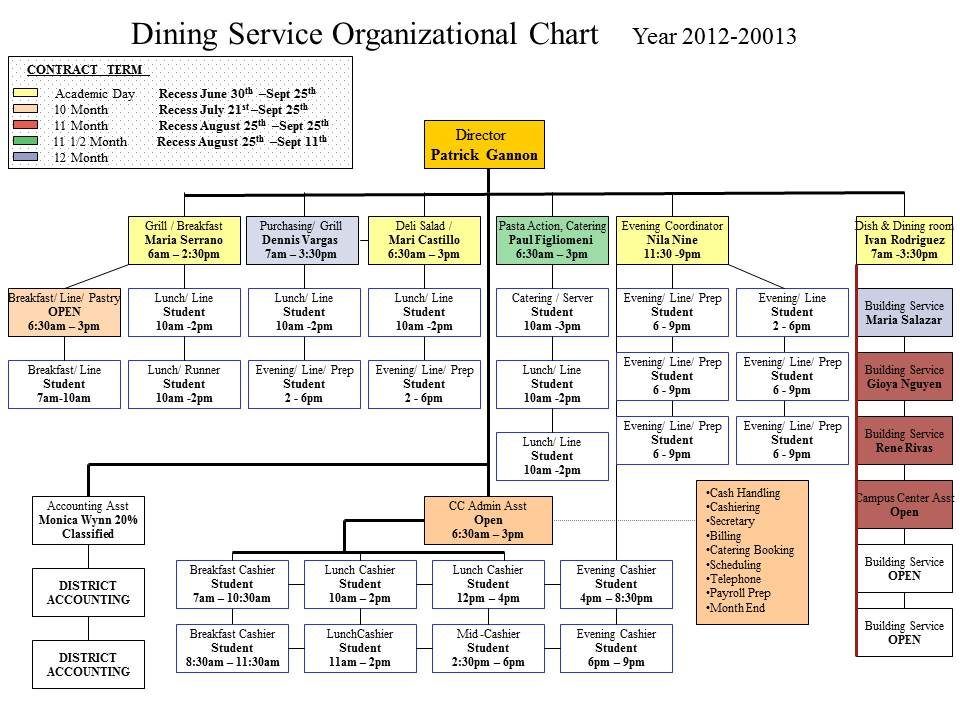 Dining Service Organizational Chart Year 2012-20013
CONTRACT TERM
Academic Day Recess June 30th –Sept 25th
10 Month Recess July 21st –Sept 25th
11 Month Recess August 25th –Sept 25th
11 1/2 Month Recess August 25th –Sept 11th
12 Month
Director
Patrick Gannon
Grill / Breakfast
Maria Serrano
6am – 2:30pm
Purchasing/ Grill
Dennis Vargas
7am – 3:30pm
Deli Salad /
Mari Castillo
6:30am – 3pm
Pasta Action, Catering
Paul Figliomeni
6:30am – 3pm
Evening Coordinator
Nila Nine
11:30 -9pm
Dish & Dining room
Ivan Rodriguez
7am -3:30pm
Breakfast/ Line/ Pastry
OPEN
6:30am – 3pm
Lunch/ Line
Student
10am -2pm
Lunch/ Line
Student
10am -2pm
Lunch/ Line
Student
10am -2pm
Catering / Server
Student
10am -3pm
Evening/ Line/ Prep
Student
6 - 9pm
Evening/ Line
Student
2 - 6pm
Building Service
Maria Salazar
Breakfast/ Line
Student
7am-10am
Lunch/ Runner
Student
10am -2pm
Evening/ Line/ Prep
Student
2 - 6pm
Evening/ Line/ Prep
Student
2 - 6pm
Lunch/ Line
Student
10am -2pm
Evening/ Line/ Prep
Student
6 - 9pm
Evening/ Line/ Prep
Student
6 - 9pm
Building Service
Gioya Nguyen
Lunch/ Line
Student
10am -2pm
Evening/ Line/ Prep
Student
6 - 9pm
Evening/ Line/ Prep
Student
6 - 9pm
Building Service
Rene Rivas
Accounting Asst
Monica Wynn 20%
Classified
CC Admin Asst
Open
6:30am – 3pm
•Cash Handling
•Cashiering
•Secretary
•Billing
•Catering Booking
•Scheduling
•Telephone
•Payroll Prep
•Month End
Campus Center Asst
Open
DISTRICT
ACCOUNTING
Breakfast Cashier
Student
7am – 10:30am
Lunch Cashier
Student
10am – 2pm
Lunch Cashier
Student
12pm – 4pm
Evening Cashier
Student
4pm – 8:30pm
Building Service
OPEN
DISTRICT
ACCOUNTING
Breakfast Cashier
Student
8:30am – 11:30am
LunchCashier
Student
11am – 2pm
Mid -Cashier
Student
2:30pm – 6pm
Evening Cashier
Student
6pm – 9pm
Building Service
OPEN